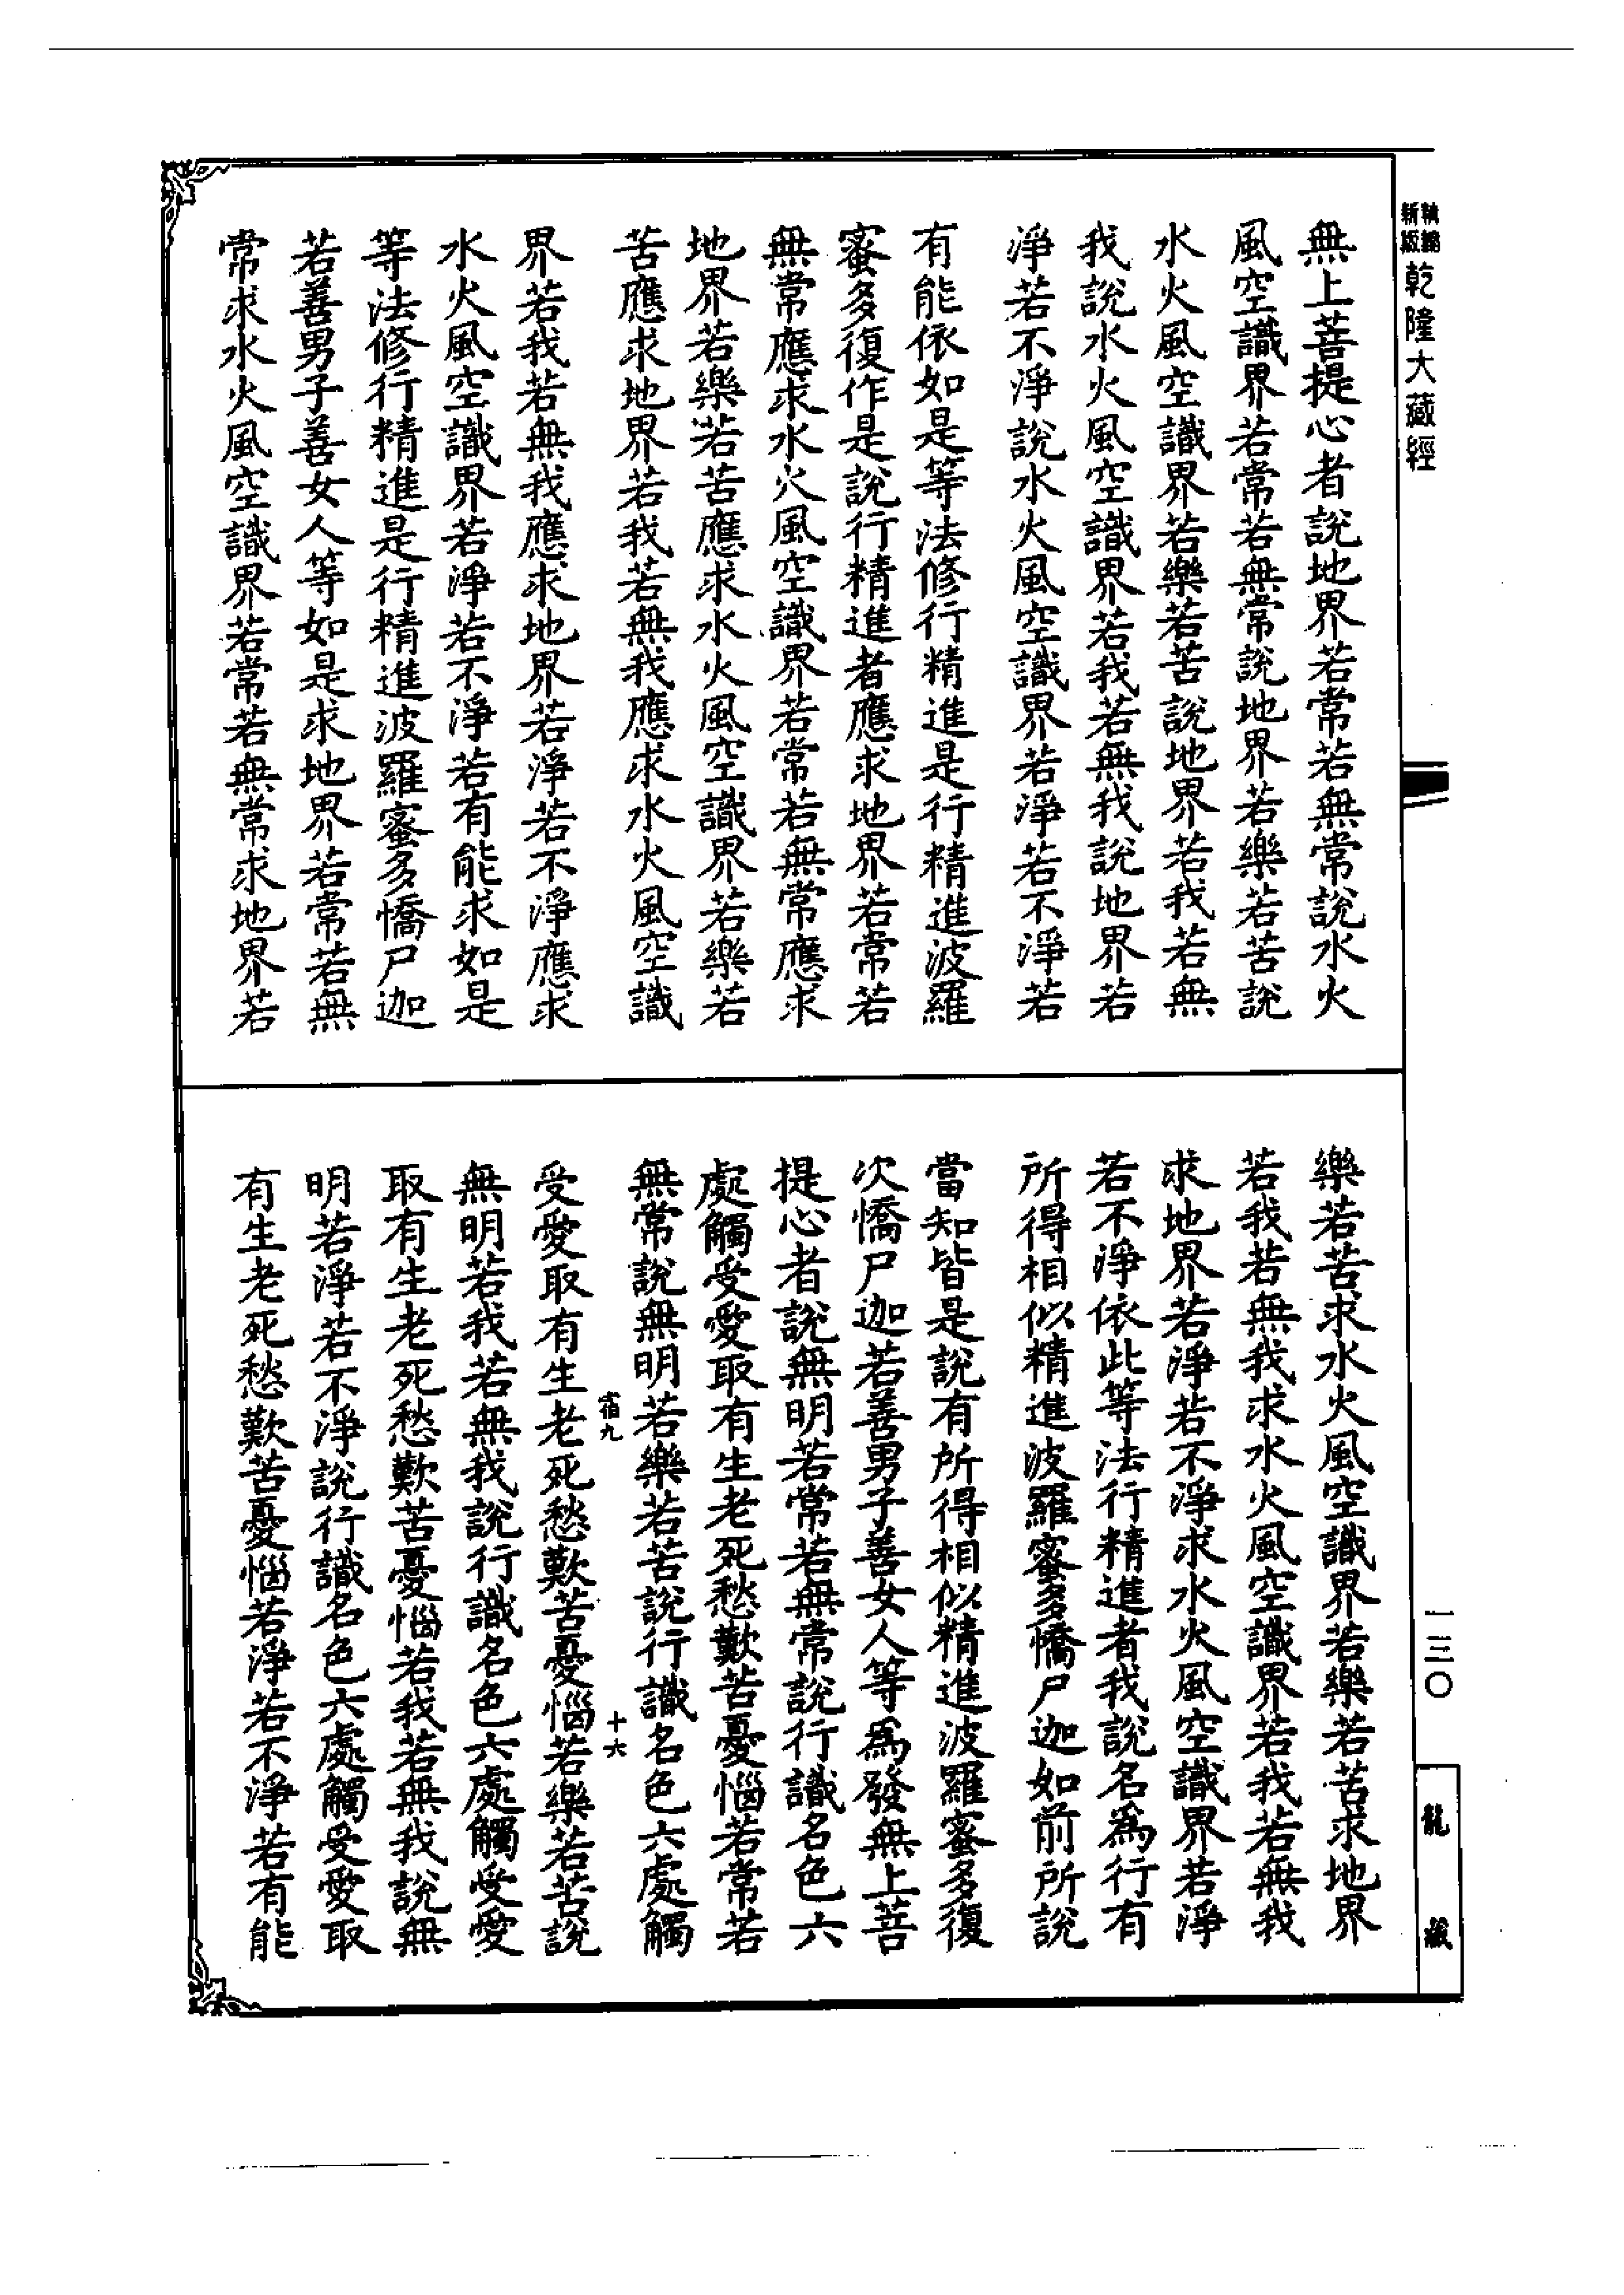 新編
新版
乾隆大藏經
無上菩提心者說地界若常若無常說水火
風空識界若常若無常說地界若樂若苦說
水火風空識界若樂若苦說地界若我若無
我說水火風空識界若我若無我說地界若
淨若不淨說水火風空識界若淨若不淨若
有能依如是等法修行精進是行精進波羅
蜜多復作是說行精進者應求地界若常若
無常應求水火風空識界若常若無常應求
地界若樂若苦應求水火風空識界若樂若
苦應求地界若我若無我應求水火風空識
界若我若無我應求地界若淨若不淨應求
水火風空識界若淨若不淨若有能求如是
等法修行精進是行精進波羅蜜多憍尸迦
若善男子善女人等如是求地界若常若無
常求水火風空識界若常若無常求地界若
樂若苦求水火風空識界若樂若苦求地界
若我若無我求水火風空識界若我若無我
求地界若淨若不淨求水火風空識界若淨
若不淨依此等法行精進者我說名為行有
所得相似精進波羅蜜多憍尸迦如前所說
當知皆是說有所得相似精進波羅蜜多復
次憍尸迦若善男子善女人等為發無上菩
提心者說無明若常若無常說行識名色六
處觸受愛取有生老死愁歎苦憂惱若常若
無常說無明若樂若苦說行識名色六處觸
宿九
十六
受愛取有生老死愁歎苦憂惱若樂若苦說
無明若我若無我說行識名色六處觸受愛
取有生老死愁歎苦憂惱若我若無我說無
明若淨若不淨說行識名色六處觸受愛取
有生老死愁歎苦憂惱若淨若不淨若有能
一三〇
龍藏